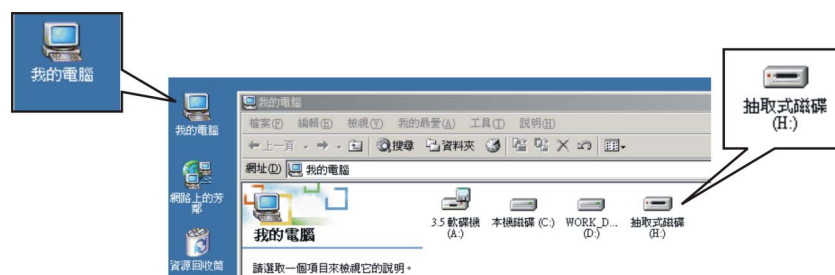 我的電腦
抽取式磁碟
(H:)
我的電腦
我的電腦
檔案(F) 編輯(E) 檢視(V) 我的最愛(A) 工具(T) 說明(H)
上一頁 搜尋 資料夾
網址(D) 我的電腦
網路上的芳
鄰
3.5 軟碟機
(A:)
本機磁碟 (C:)
WORK_D...
(D:)
抽取式磁碟
(H:)
我的電腦
資源回收筒
請選取一個項目來檢視它的說明。